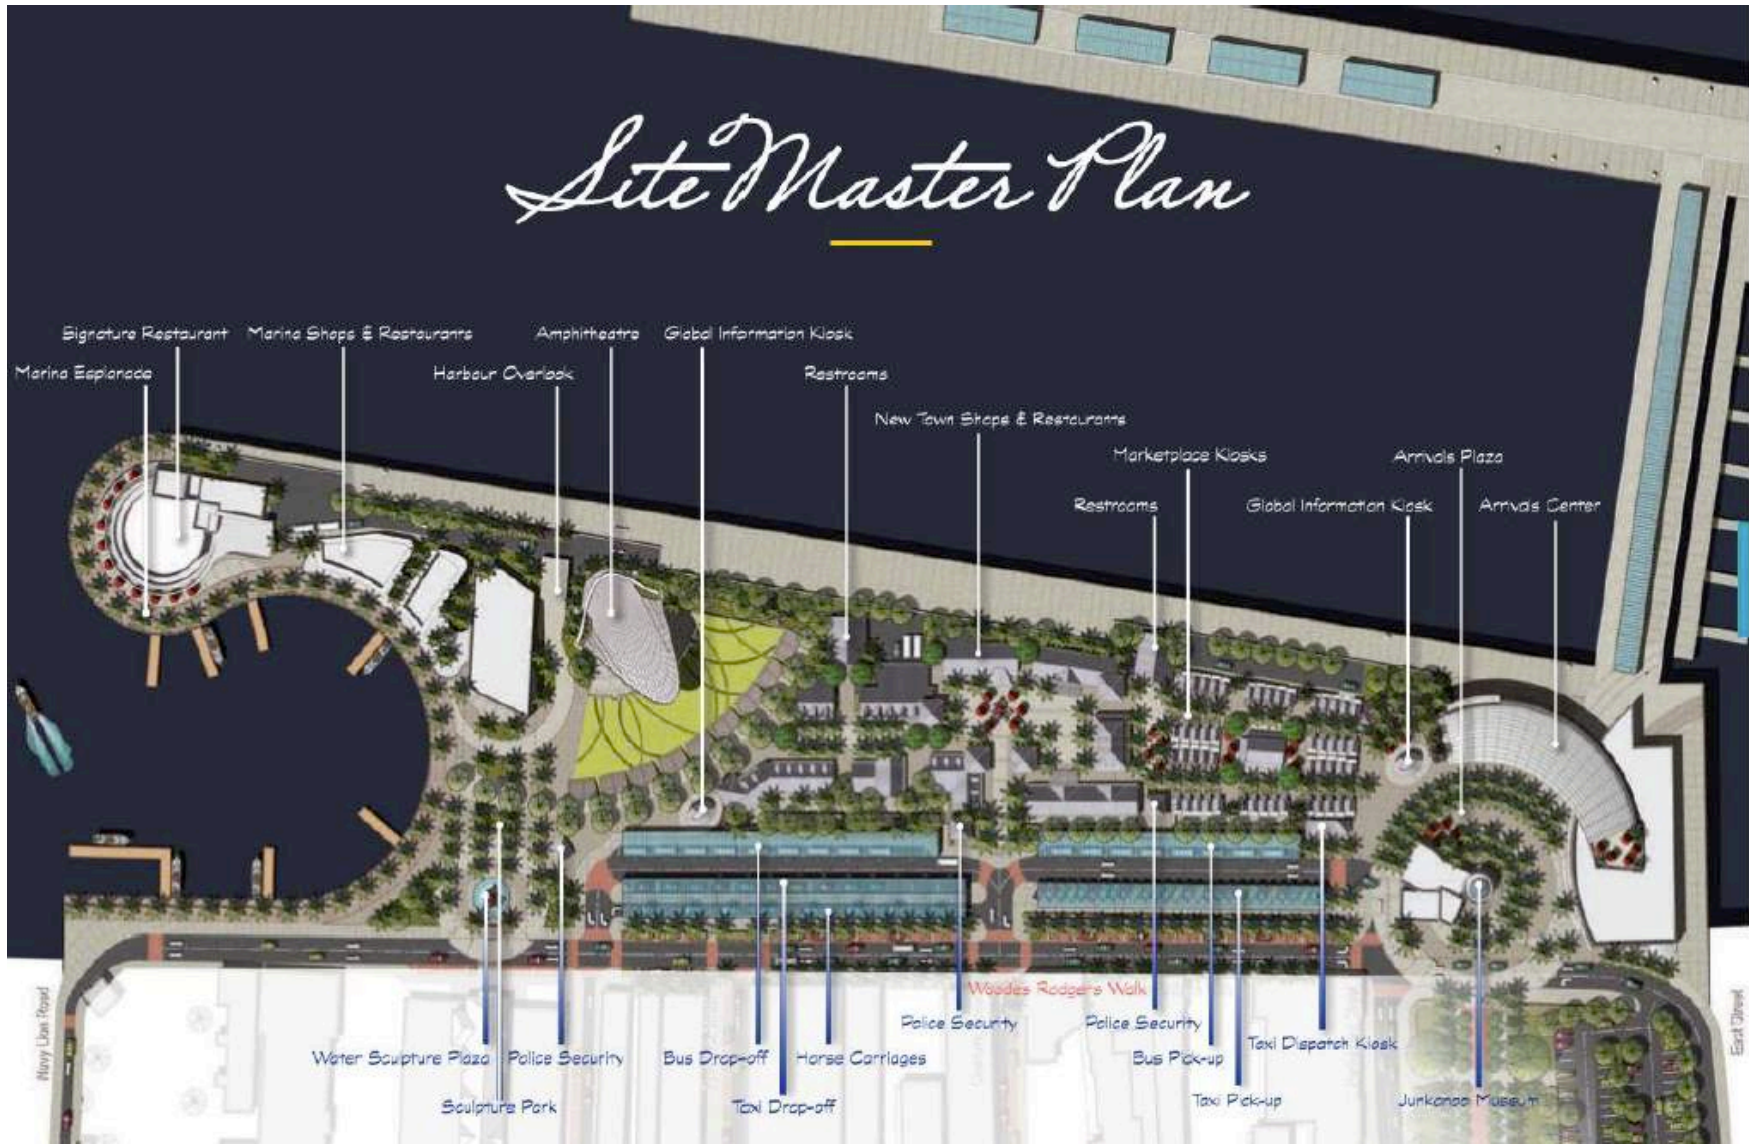 Site Master Plan
Signature Restaurant
Marina Shops & Restaurants
Amphitheatre
Global Information Kiosk
Marina Esplanade
Harbour Overlook
Restrooms
New Town Shops & Restaurants
Marketplace Kiosks
Arrivals Plaza
Restrooms
Global Information Kiosk
Arrivals Center
Woodes Rodgers Walk
Navy Lion Road
East Street
Police Security
Police Security
Taxi Dispatch Kiosk
Water Sculpture Plaza
Police Security
Bus Drop-off
Horse Carriages
Bus Pick-up
Sculpture Park
Taxi Drop-off
Taxi Pick-up
Junkanoo Museum